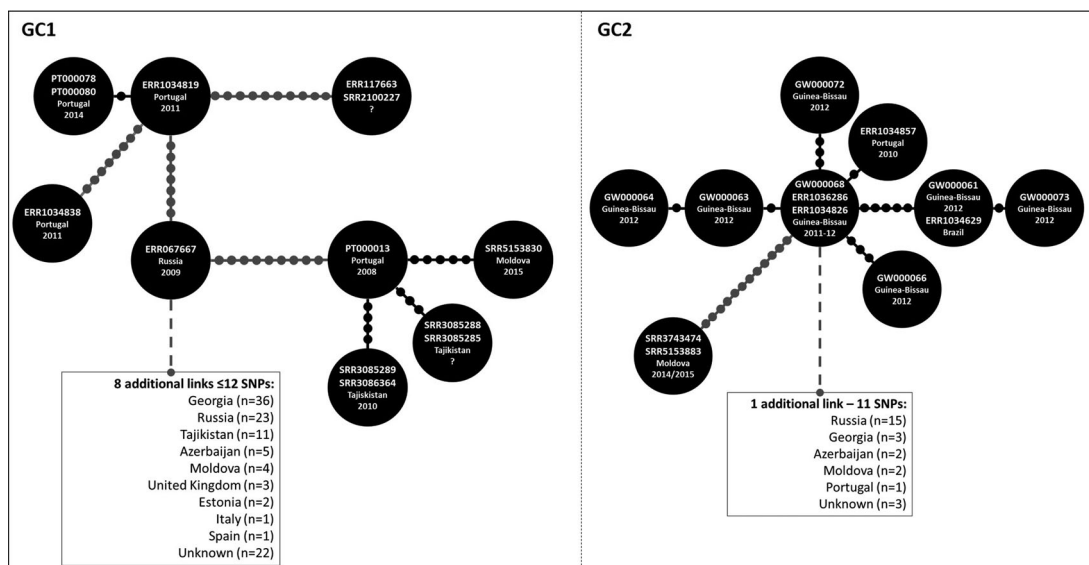 GC1
PT000078
PT000080
Portugal
2014
ERR1034819
Portugal
2011
ERR117663
SRR2100227
?
ERR1034838
Portugal
2011
ERR067667
Russia
2009
PT000013
Portugal
2008
SRR5153830
Moldova
2015
SRR3085288
SRR3085285
Tajikistan
?
SRR3085289
SRR3086364
Tajiskistan
2010
8 additional links ≤12 SNPs:
Georgia (n=36)
Russia (n=23)
Tajikistan (n=11)
Azerbaijan (n=5)
Moldova (n=4)
United Kingdom (n=3)
Estonia (n=2)
Italy (n=1)
Spain (n=1)
Unknown (n=22)
GC2
GW000072
Guinea-Bissau
2012
ERR1034857
Portugal
2010
GW000064
Guinea-Bissau
2012
GW000063
Guinea-Bissau
2012
GW000068
ERR1036286
ERR1034826
Guinea-Bissau
2011-12
GW000061
Guinea-Bissau
2012
ERR1034629
Brazil
GW000073
Guinea-Bissau
2012
GW000066
Guinea-Bissau
2012
SRR3743474
SRR5153883
Moldova
2014/2015
1 additional link – 11 SNPs:
Russia (n=15)
Georgia (n=3)
Azerbaijan (n=2)
Moldova (n=2)
Portugal (n=1)
Unknown (n=3)